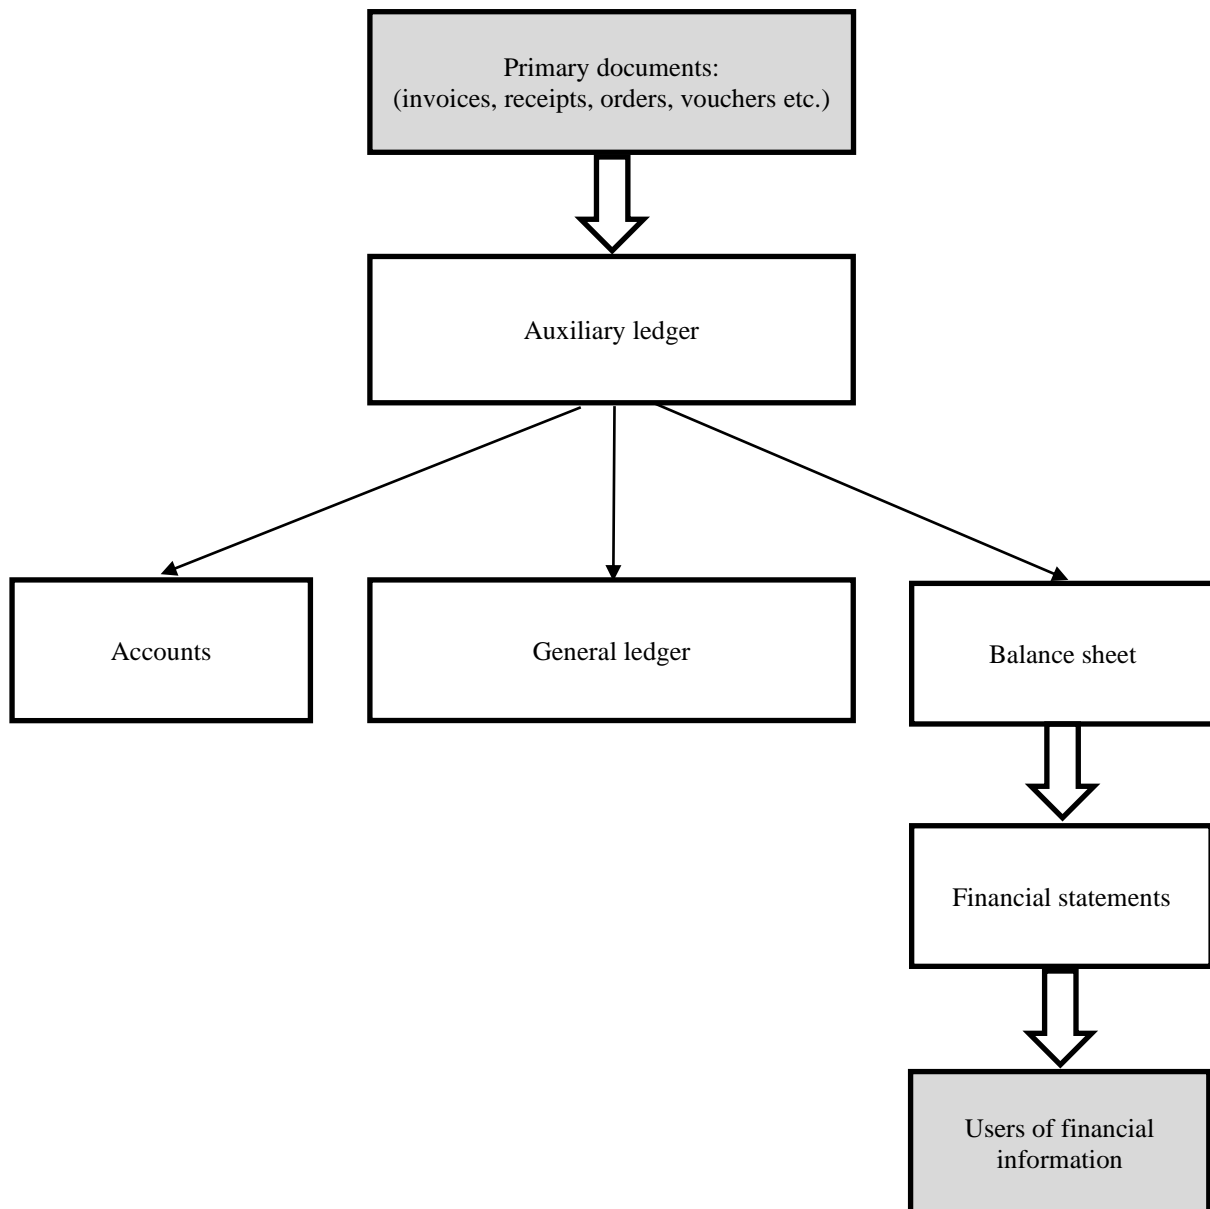 Primary documents:
(invoices, receipts, orders, vouchers etc.)
Auxiliary ledger
Accounts
General ledger
Balance sheet
Financial statements
Users of financial
information